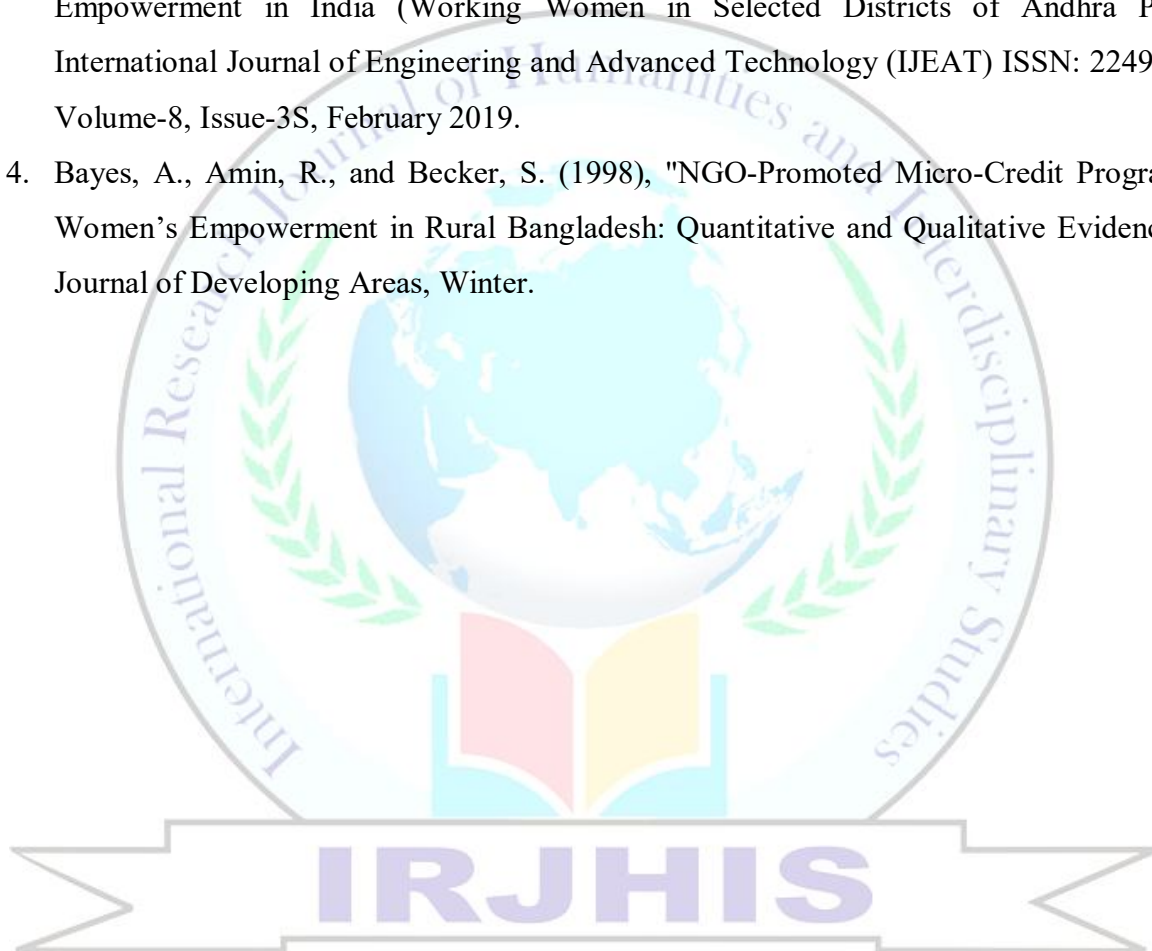 Empowerment in India (Working Women in Selected Districts of Andhra
International Journal of Engineering and Advanced Technology (IJEAT) ISSN: 2249
Volume-8, Issue-3S, February 2019.
4. Bayes, A., Amin, R., and Becker, S. (1998), "NGO-Promoted Micro-Credit
Women’s Empowerment in Rural Bangladesh: Quantitative and Qualitative
Journal of Developing Areas, Winter.
International Research Journal of Humanities and Interdisciplinary Studies
IRJHIS